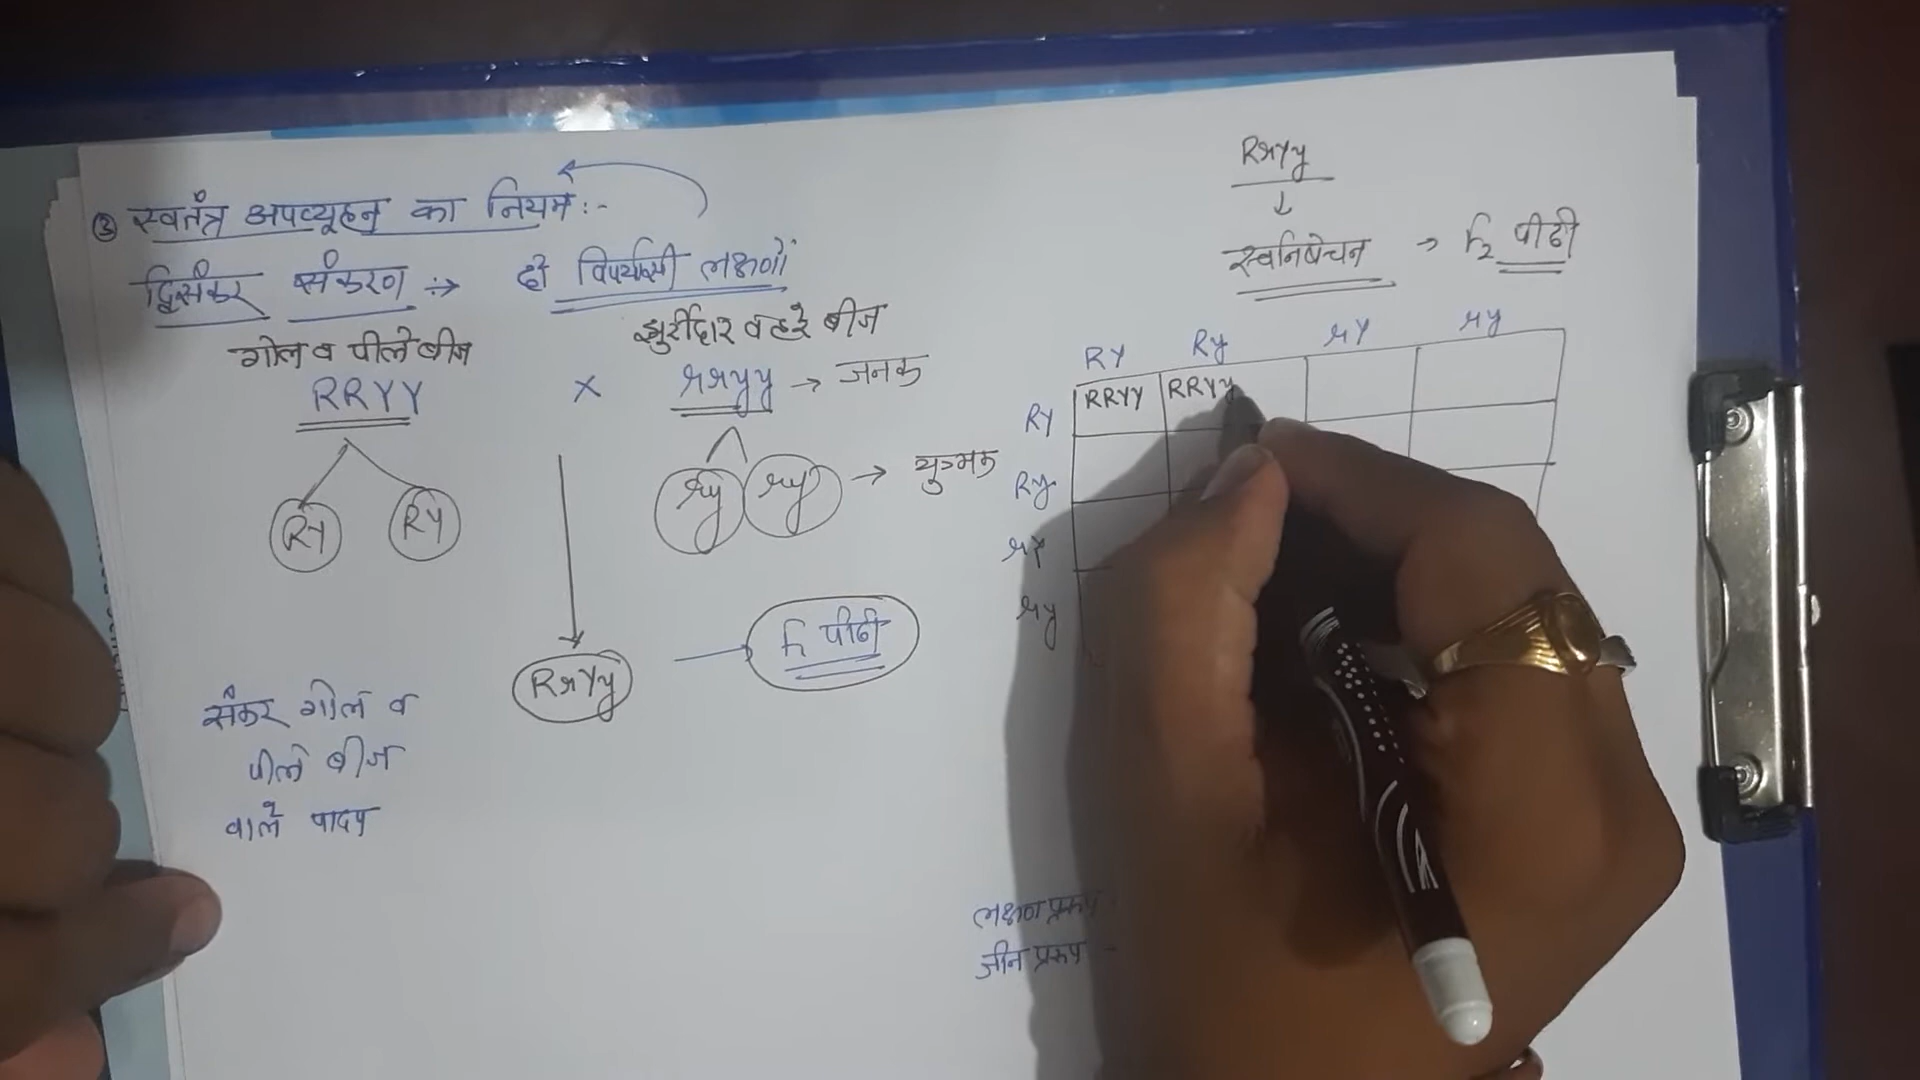 ③ स्वतंत्र अपव्यूहन का नियम :-
द्विसंकर संकरण :→ दो विपर्यासी लक्षणों
गोल व पीले बीज
झुर्रीदार व हरे बीज
RRYY × rryy → जनक
RY RY
ry ry → युग्मक
RrYy → F1 पीढी
संकर गोल व
पीले बीज
वाले पादप
RrYy
↓
स्वनिषेचन → F2 पीढी
RY Ry rY ry
RY RRYY RRYy
Ry
rY
ry
लक्षण प्ररूप
जीन प्ररूप -